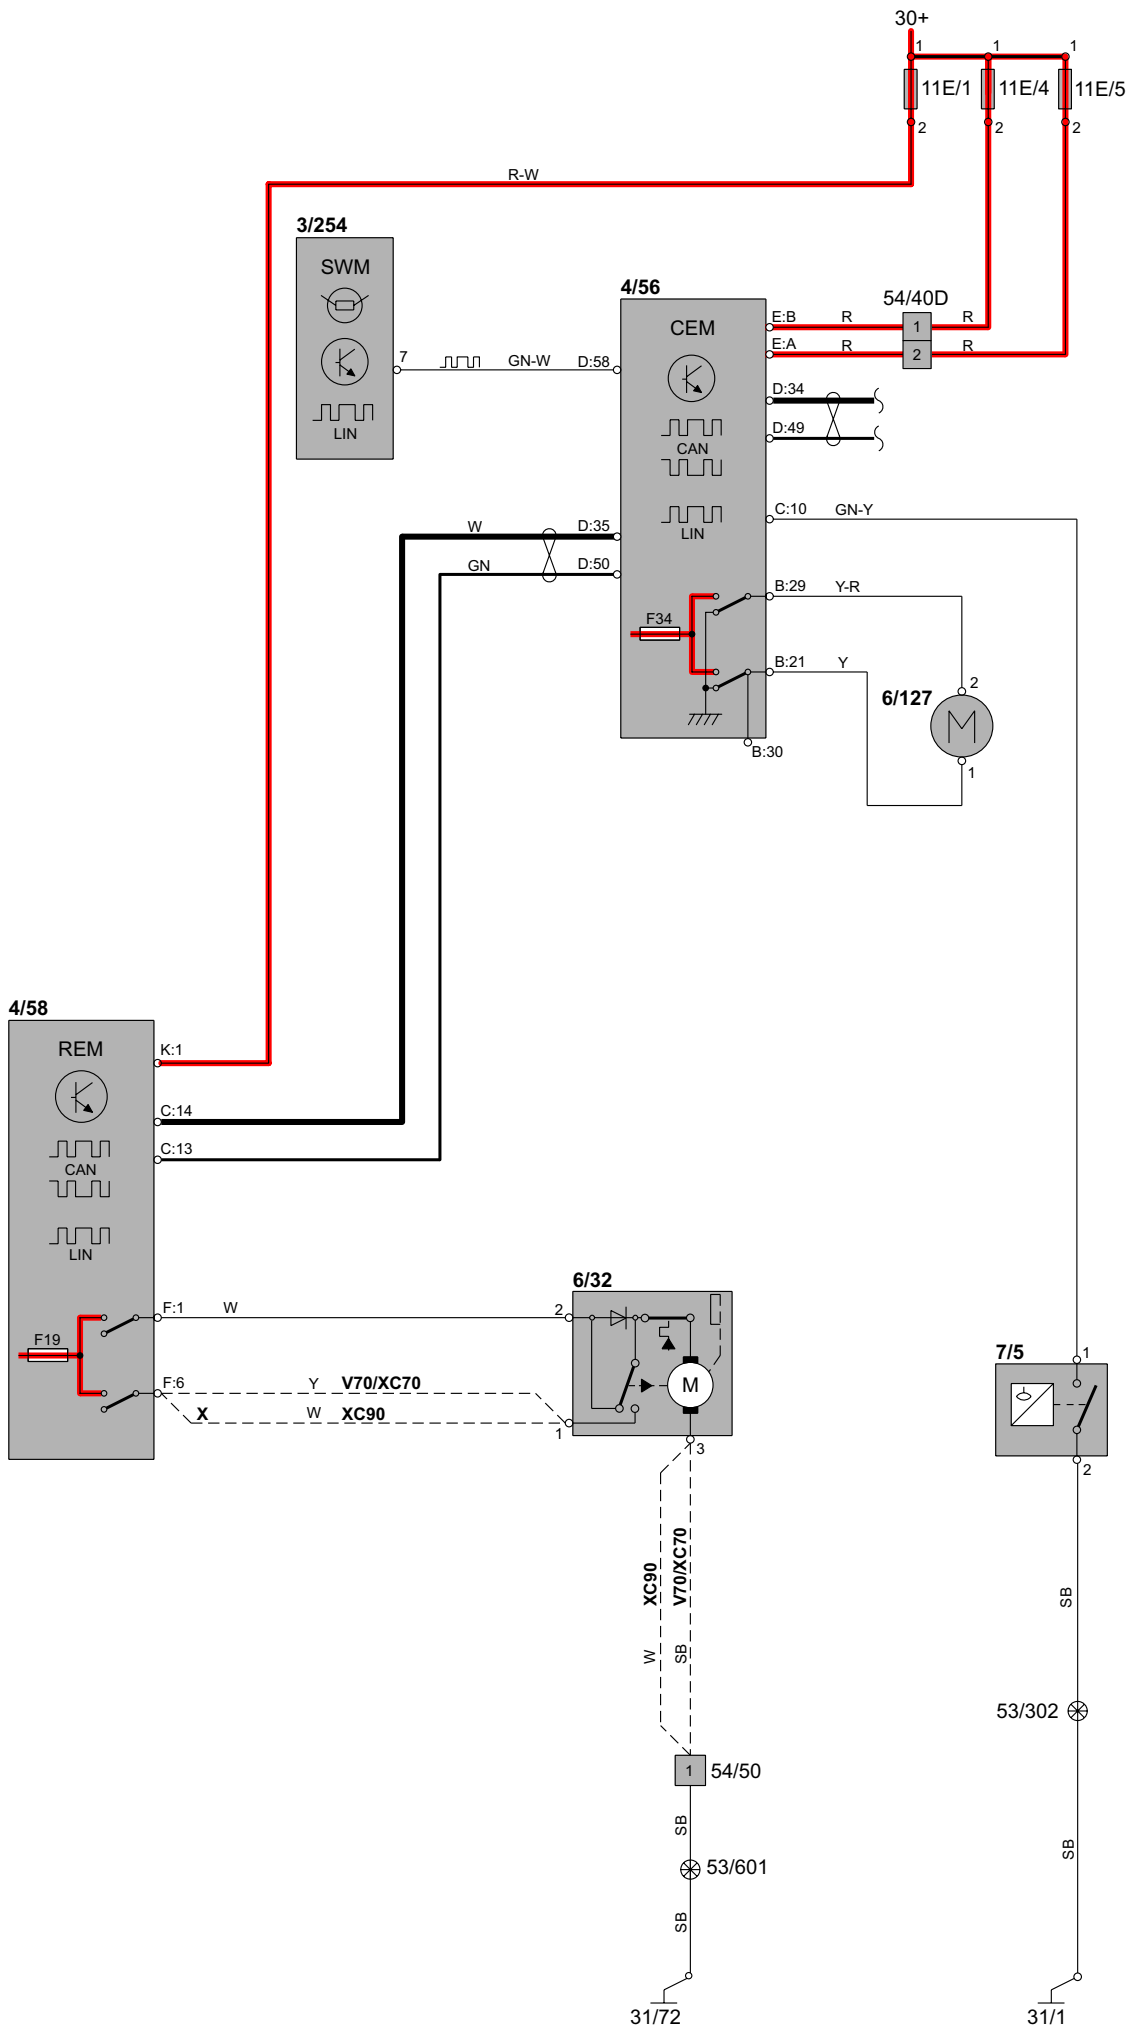 30+
1 1 1
11E/1 11E/4 11E/5
2 2 2
R-W
3/254
SWM
LIN
7 GN-W D:58
4/56
CEM
CAN
LIN
54/40D
E:B R 1 R
E:A R 2 R
D:34
D:49
W D:35
GN D:50
C:10 GN-Y
B:29 Y-R
F34
B:21 Y
B:30
6/127
2
M
1
4/58
REM
CAN
LIN
K:1
C:14
C:13
F:1 W 2
F19
F:6 Y V70/XC70
X W XC90 1
6/32
M
3
XC90
V70/XC70
W
SB
1 54/50
SB
53/601
SB
31/72
7/5
1
2
SB
53/302
SB
31/1